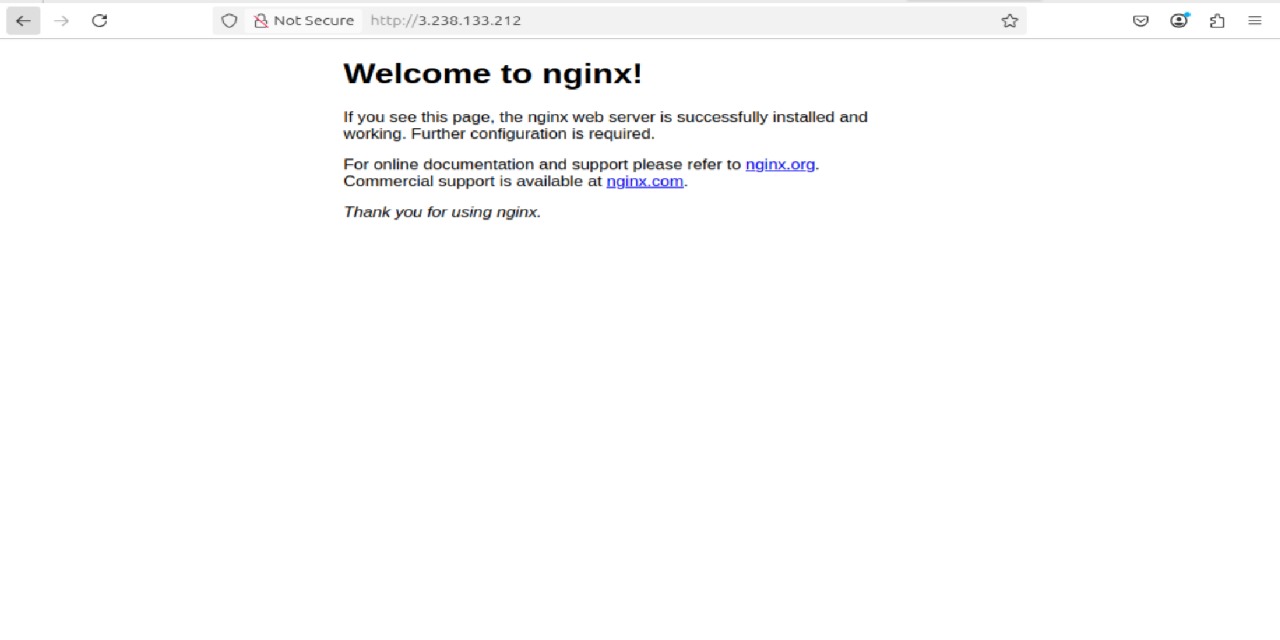 Not Secure http://3.238.133.212
Welcome to nginx!
If you see this page, the nginx web server is successfully installed and
working. Further configuration is required.
For online documentation and support please refer to nginx.org.
Commercial support is available at nginx.com.
Thank you for using nginx.